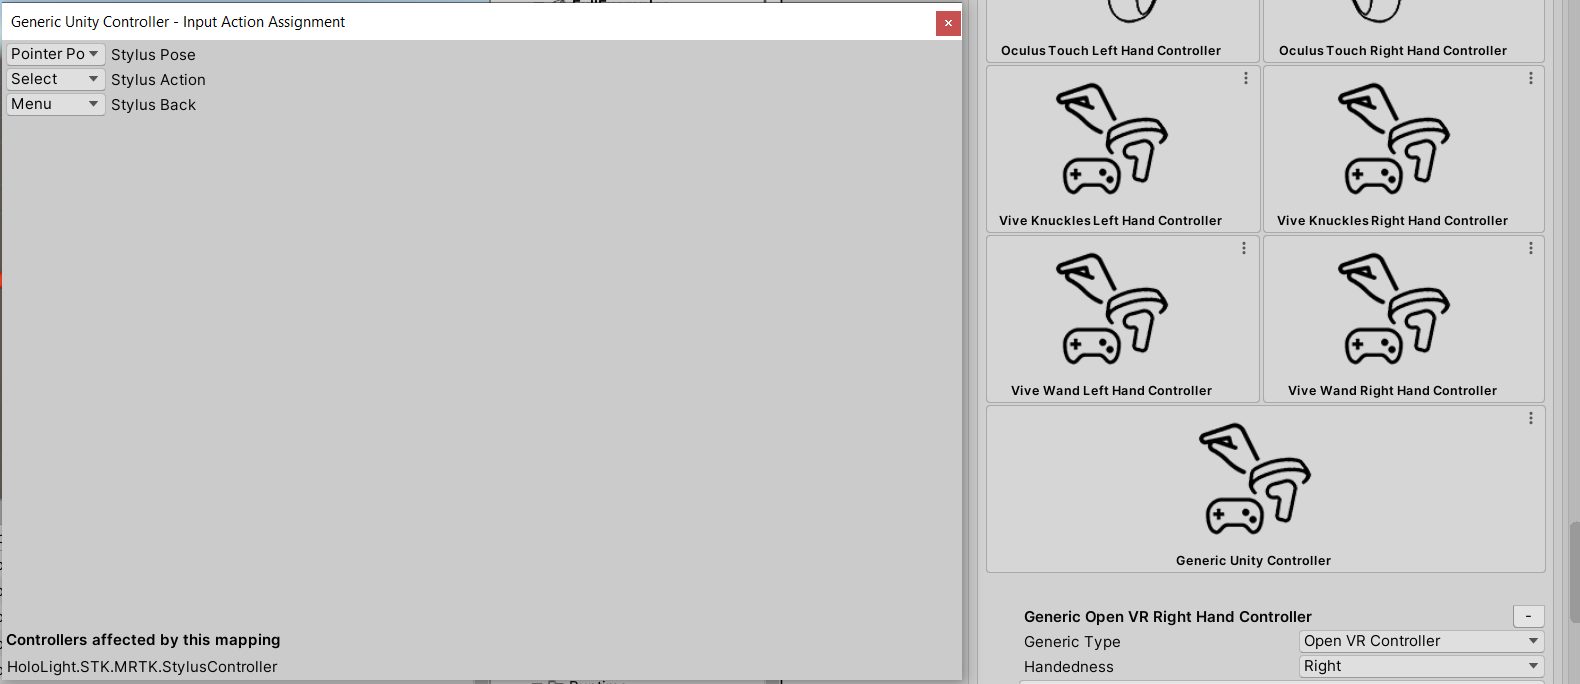 Generic Unity Controller - Input Action Assignment
Pointer Po Stylus Pose
Select Stylus Action
Menu Stylus Back
Controllers affected by this mapping
HoloLight.STK.MRTK.StylusController
Oculus Touch Left Hand Controller
Oculus Touch Right Hand Controller
Vive Knuckles Left Hand Controller
Vive Knuckles Right Hand Controller
Vive Wand Left Hand Controller
Vive Wand Right Hand Controller
Generic Unity Controller
Generic Open VR Right Hand Controller
-
Generic Type Open VR Controller
Handedness Right